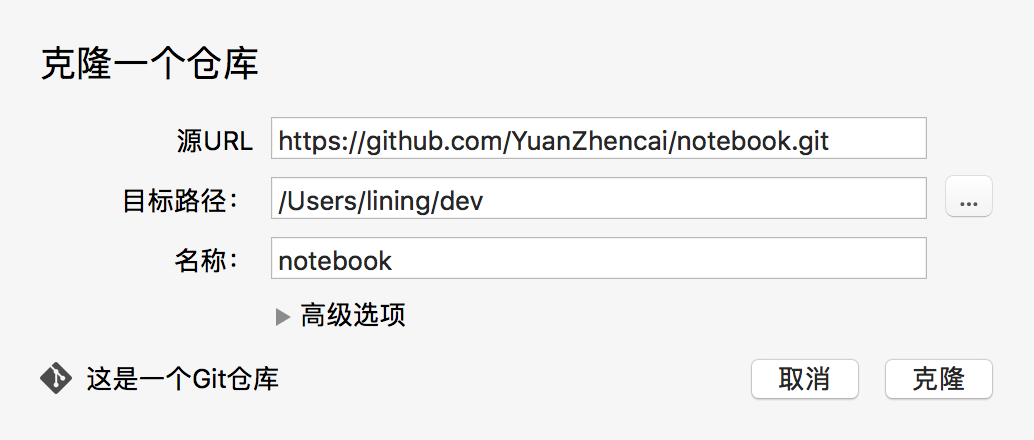 克隆一个仓库
源URL https://github.com/YuanZhencai/notebook.git
目标路径： /Users/lining/dev ...
名称： notebook
高级选项
这是一个Git仓库 取消 克隆